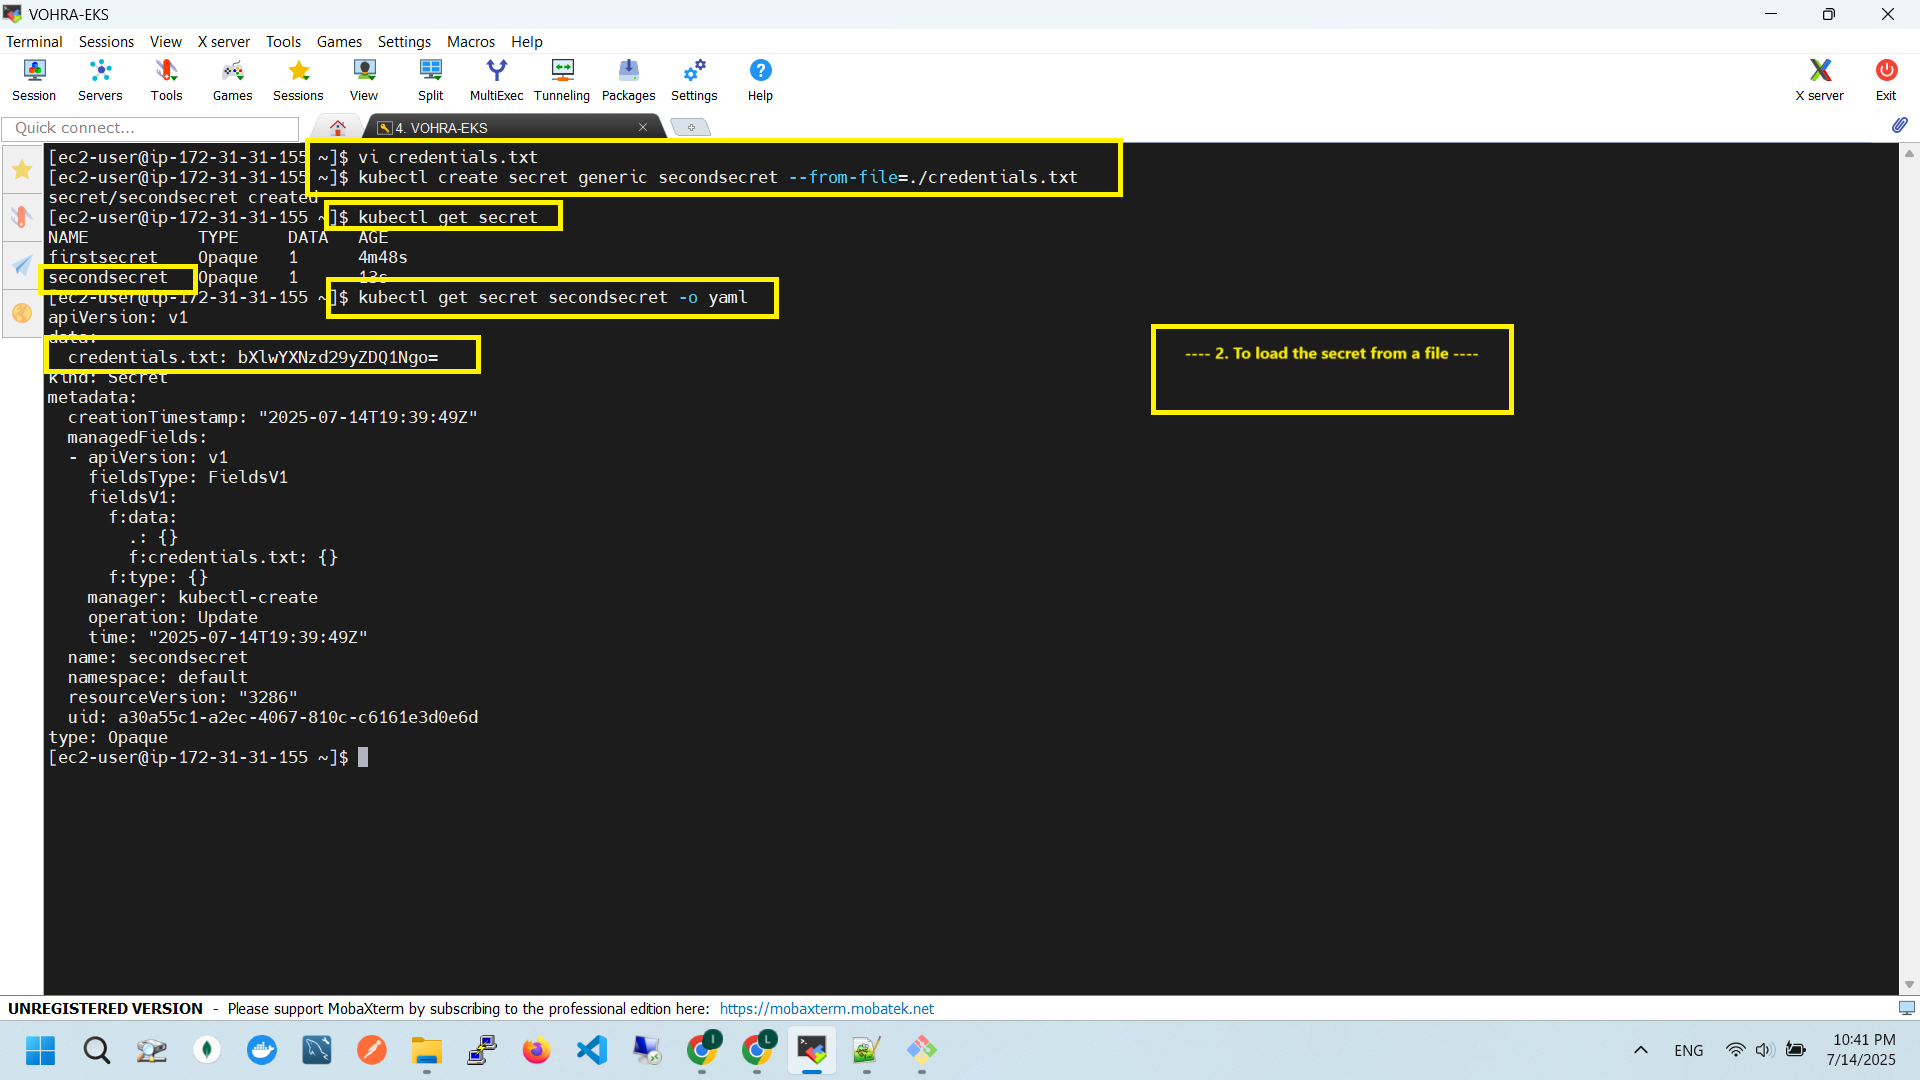 VOHRA-EKS
Terminal Sessions View X server Tools Games Settings Macros Help
Session Servers Tools Games Sessions View Split MultiExec Tunneling Packages Settings Help X server Exit
Quick connect...
4. VOHRA-EKS
[ec2-user@ip-172-31-31-155 ~]$ vi credentials.txt
[ec2-user@ip-172-31-31-155 ~]$ kubectl create secret generic secondsecret --from-file=./credentials.txt
secret/secondsecret created
[ec2-user@ip-172-31-31-155 ~]$ kubectl get secret
NAME TYPE DATA AGE
firstsecret Opaque 1 4m48s
secondsecret Opaque 1 13s
[ec2-user@ip-172-31-31-155 ~]$ kubectl get secret secondsecret -o yaml
apiVersion: v1
data:
credentials.txt: bXlwYXNzd29yZDQ1Ngo=
kind: Secret
metadata:
creationTimestamp: "2025-07-14T19:39:49Z"
managedFields:
- apiVersion: v1
fieldsType: FieldsV1
fieldsV1:
f:data:
.: {}
f:credentials.txt: {}
f:type: {}
manager: kubectl-create
operation: Update
time: "2025-07-14T19:39:49Z"
name: secondsecret
namespace: default
resourceVersion: "3286"
uid: a30a55c1-a2ec-4067-810c-c6161e3d0e6d
type: Opaque
[ec2-user@ip-172-31-31-155 ~]$
---- 2. To load the secret from a file ----
UNREGISTERED VERSION - Please support MobaXterm by subscribing to the professional edition here: https://mobaxterm.mobatek.net
I
L
ENG
10:41 PM
7/14/2025